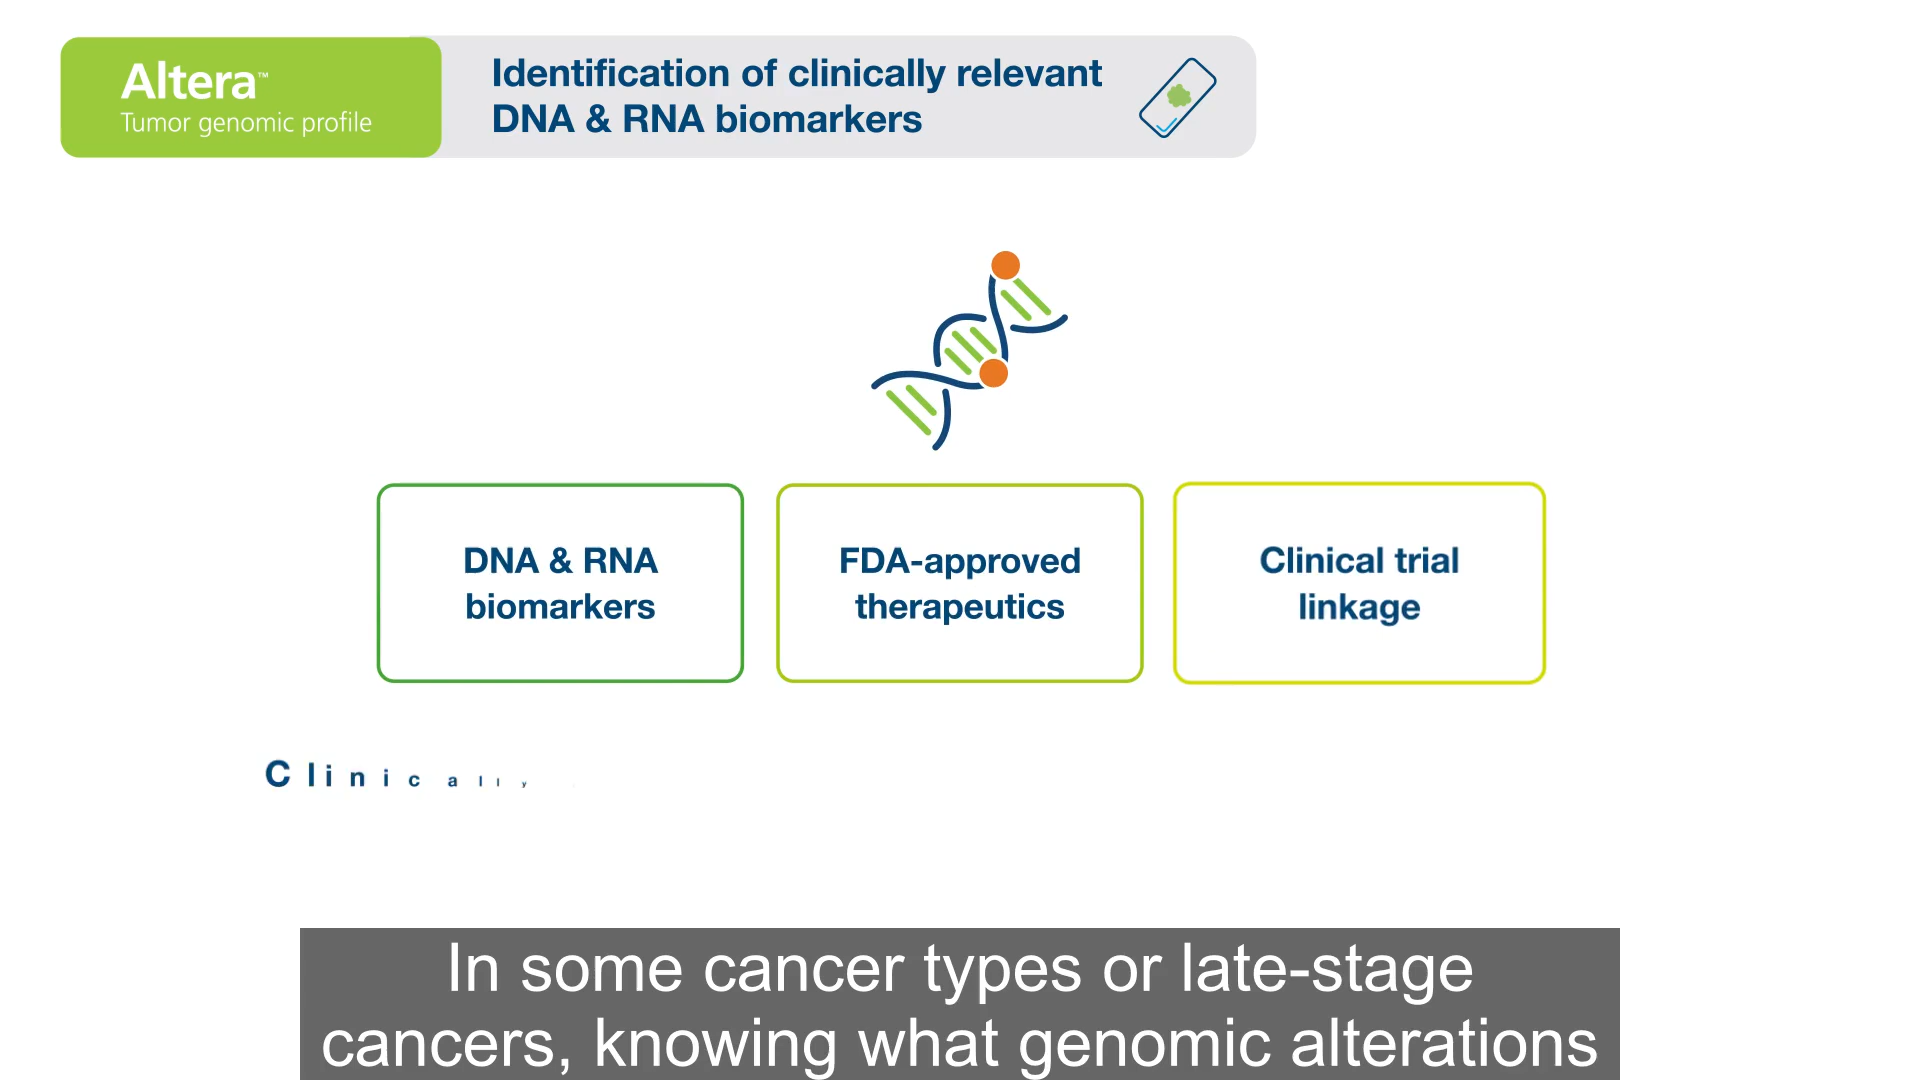 Altera™
Tumor genomic profile
Identification of clinically relevant
DNA & RNA biomarkers
DNA & RNA
biomarkers
FDA-approved
therapeutics
Clinical trial
linkage
Clinically
In some cancer types or late-stage
cancers, knowing what genomic alterations